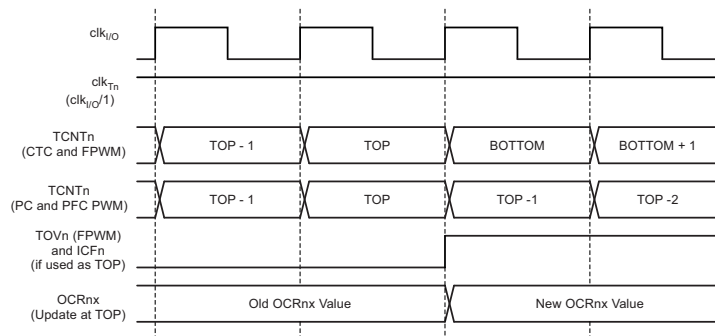 clkI/O
clkTn
(clkI/O/1)
TCNTn
(CTC and FPWM)
TOP - 1 TOP BOTTOM BOTTOM + 1
TCNTn
(PC and PFC PWM)
TOP - 1 TOP TOP -1 TOP -2
TOVn (FPWM)
and ICFn
(if used as TOP)
OCRnx
(Update at TOP)
Old OCRnx Value New OCRnx Value